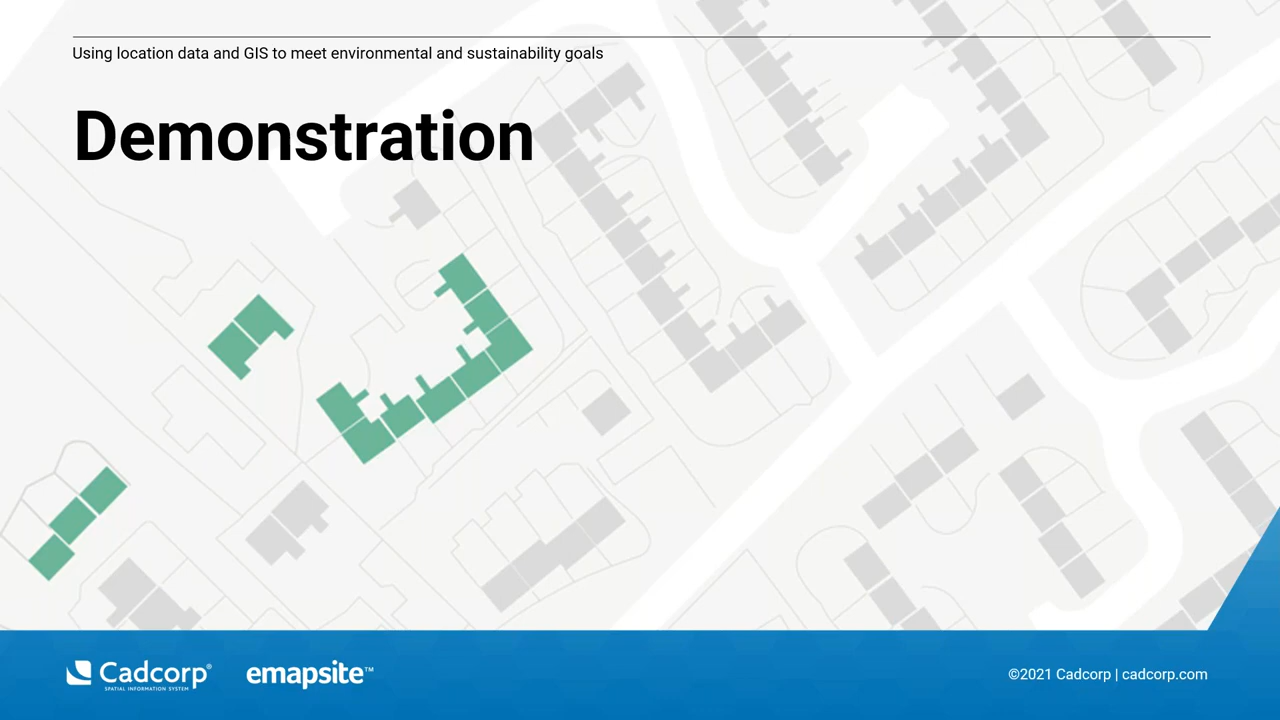 Using location data and GIS to meet environmental and sustainability goals
Demonstration
Cadcorp®
SPATIAL INFORMATION SYSTEM
emapsite™
©2021 Cadcorp | cadcorp.com